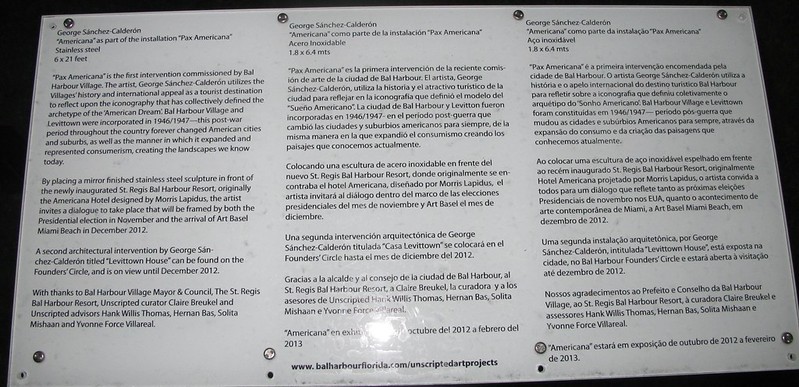 George Sánchez-Calderón
"Americana" as part of the installation "Pax Americana"
Stainless steel
6 x 21 feet
"Pax Americana" is the first intervention commissioned by Bal
Harbour Village. The artist, George Sánchez-Calderón utilizes the
Villages' history and international appeal as a tourist destination
to reflect upon the iconography that has collectively defined the
archetype of the 'American Dream'. Bal Harbour Village and
Levittown were incorporated in 1946/1947—this post-war
period throughout the country forever changed American cities
and suburbs, as well as the manner in which it expanded and
represented consumerism, creating the landscapes we know
today.
By placing a mirror finished stainless steel sculpture in front of
the newly inaugurated St. Regis Bal Harbour Resort, originally
the Americana Hotel designed by Morris Lapidus, the artist
invites a dialogue to take place that will be framed by both the
Presidential election in November and the arrival of Art Basel
Miami Beach in December 2012.
A second architectural intervention by George Sán-
chez-Calderón titled "Levittown House" can be found on the
Founders' Circle, and is on view until December 2012.
With thanks to Bal Harbour Village Mayor & Council, The St. Regis
Bal Harbour Resort, Unscripted curator Claire Breukel and
Unscripted advisors Hank Willis Thomas, Hernan Bas, Solita
Mishaan and Yvonne Force Villareal.
George Sánchez-Calderón
"Americana" como parte de la instalación "Pax Americana"
Acero Inoxidable
1.8 x 6.4 mts
"Pax Americana" es la primera intervención de la reciente comis-
ión de arte de la ciudad de Bal Harbour. El artista, George
Sánchez-Calderón, utiliza la historia y el atractivo turístico de la
ciudad para reflejar en la iconografía que definió el modelo del
"Sueño Americano". La ciudad de Bal Harbour y Levitton fueron
incorporadas en 1946/1947- en el período post-guerra que
cambió las ciudades y suburbios americanos para siempre, de la
misma manera en la que expandió el consumismo creando los
paisajes que conocemos actualmente.
Colocando una escultura de acero inoxidable en frente del
nuevo St. Regis Bal Harbour Resort, donde originalmente se en-
contraba el hotel Americana, diseñado por Morris Lapidus, el
artista invitará al diálogo dentro del marco de las elecciones
presidenciales del mes de noviembre y Art Basel el mes de
diciembre.
Una segunda intervención arquitectónica de George
Sánchez-Calderón titulada "Casa Levittown" se colocará en el
Founders' Circle hasta el mes de diciembre del 2012.
Gracias a la alcalde y al consejo de la ciudad de Bal Harbour, al
St. Regis Bal Harbour Resort, a Claire Breukel, la curadora y a los
asesores de Unscripted Hank Willis Thomas, Hernan Bas, Solita
Mishaan e Yvonne Force Villareal.
"Americana" en octubre del 2012 a febrero del
2013
www.balharbourflorida.com/unscriptedartprojects
George Sánchez-Calderón
"Americana" como parte da instalação "Pax Americana"
Aço inoxidável
1.8 x 6.4 mts
"Pax Americana" é a primeira intervenção encomendada pela
cidade de Bal Harbour. O artista George Sánchez-Calderón utiliza a
história e o apelo internacional do destino turístico Bal Harbour
para refletir sobre a iconografia que definiu coletivamente o
arquétipo do 'Sonho Americano'. Bal Harbour Village e Levittown
foram constituídas em 1946/1947— período pós-guerra que
mudou as cidades e subúrbios Americanos para sempre, através da
expansão do consumo e da criação das paisagens que
conhecemos atualmente.
Ao colocar uma escultura de aço inoxidável espelhado em frente
ao recém inaugurado St. Regis Bal Harbour Resort, originalmente
Hotel Americana projetado por Morris Lapidus, o artista convida a
todos para um diálogo que reflete tanto as próximas eleições
Presidenciais de novembro nos EUA, quanto o acontecimento de
arte contemporânea de Miami, a Art Basel Miami Beach, em
dezembro de 2012.
Uma segunda instalação arquitetônica, por George
Sánchez-Calderón, intitulada "Levittown House", está exposta na
cidade, no Bal Harbour Founders' Circle e estará aberta à visitação
até dezembro de 2012.
Nossos agradecimentos ao Prefeito e Conselho da Bal Harbour
Village, ao St. Regis Bal Harbour Resort, à curadora Claire Breukel e
assessores Hank Willis Thomas, Hernan Bas, Solita Mishaan e
Yvonne Force Villareal.
"Americana" estará em exposição de outubro de 2012 a fevereiro
de 2013.